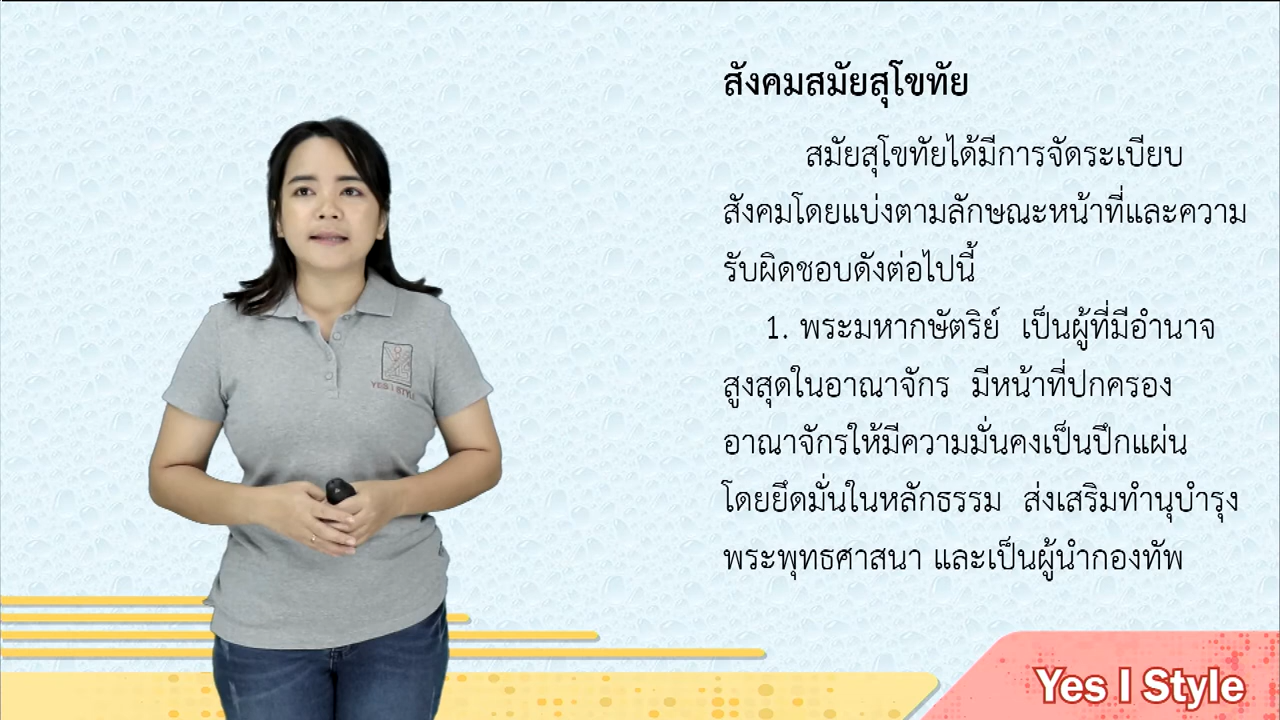 สังคมสมัยสุโขทัย
สมัยสุโขทัยได้มีการจัดระเบียบ
สังคมโดยแบ่งตามลักษณะหน้าที่และความ
รับผิดชอบดังต่อไปนี้
1. พระมหากษัตริย์ เป็นผู้ที่มีอำนาจ
สูงสุดในอาณาจักร มีหน้าที่ปกครอง
อาณาจักรให้มีความมั่นคงเป็นปึกแผ่น
โดยยึดมั่นในหลักธรรม ส่งเสริมทำนุบำรุง
พระพุทธศาสนา และเป็นผู้นำกองทัพ
YES I STYLE
Yes I Style